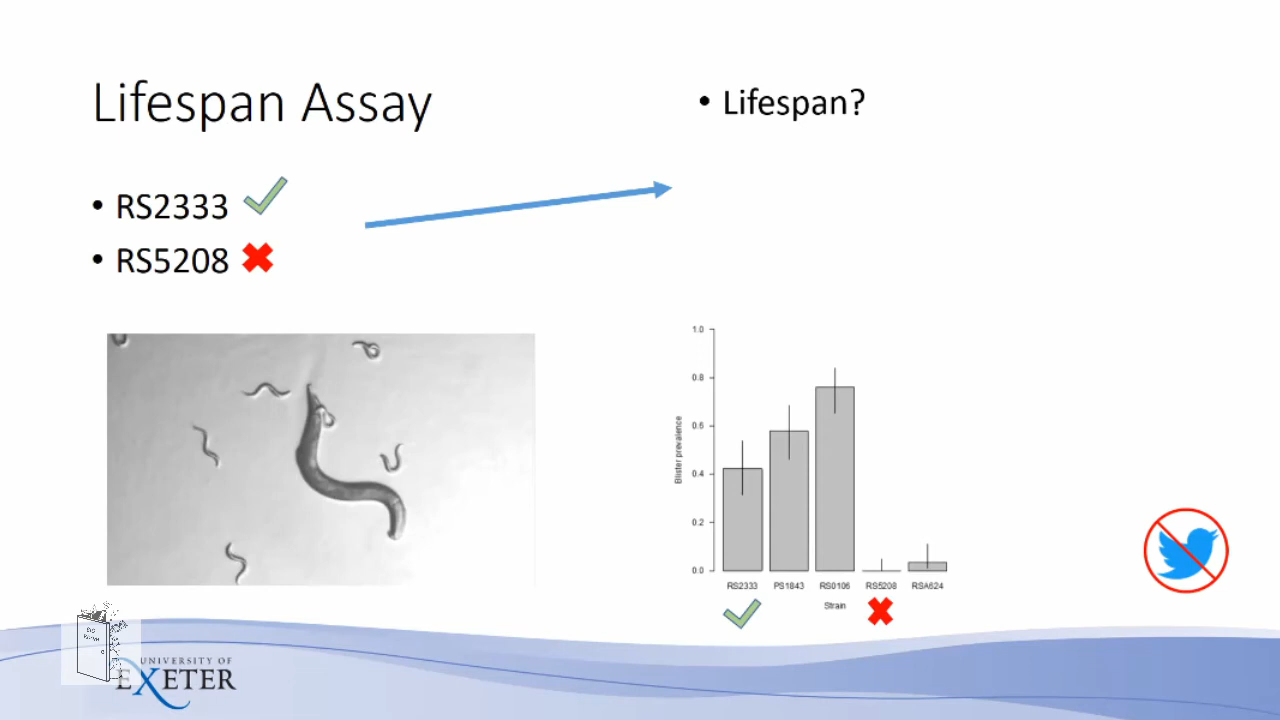 Lifespan Assay
• Lifespan?
• RS2333
• RS5208
1.0
0.8
0.6
0.4
0.2
0.0
Blister prevalence
RS2333 PS1843 RS0106 RS5208 RSA624
Strain
UNIVERSITY OF
EXETER